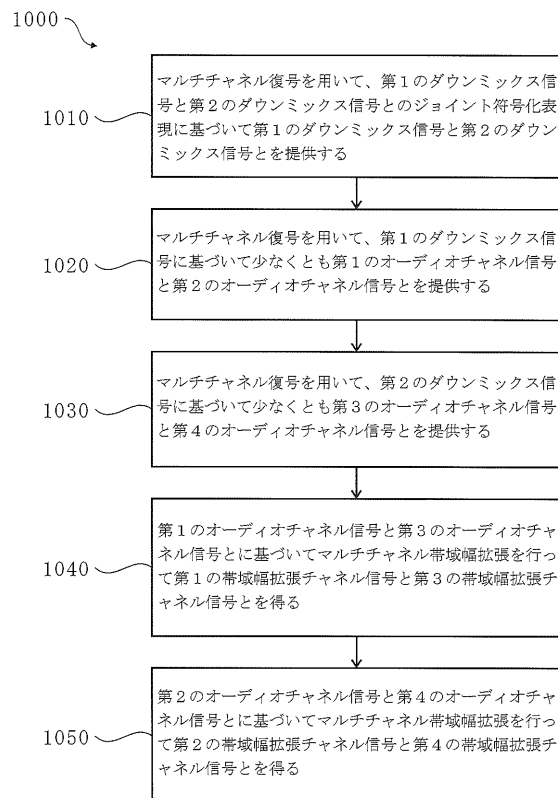 1000
1010
マルチチャネル復号を用いて、第1のダウンミックス信
号と第2のダウンミックス信号とのジョイント符号化表
現に基づいて第1のダウンミックス信号と第2のダウン
ミックス信号とを提供する
1020
マルチチャネル復号を用いて、第1のダウンミックス信
号に基づいて少なくとも第1のオーディオチャネル信号
と第2のオーディオチャネル信号とを提供する
1030
マルチチャネル復号を用いて、第2のダウンミックス信
号に基づいて少なくとも第3のオーディオチャネル信号
と第4のオーディオチャネル信号とを提供する
1040
第1のオーディオチャネル信号と第3のオーディオチャ
ネル信号とに基づいてマルチチャネル帯域幅拡張を行っ
て第1の帯域幅拡張チャネル信号と第3の帯域幅拡張チ
ャネル信号とを得る
1050
第2のオーディオチャネル信号と第4のオーディオチャ
ネル信号とに基づいてマルチチャネル帯域幅拡張を行っ
て第2の帯域幅拡張チャネル信号と第4の帯域幅拡張チ
ャネル信号とを得る